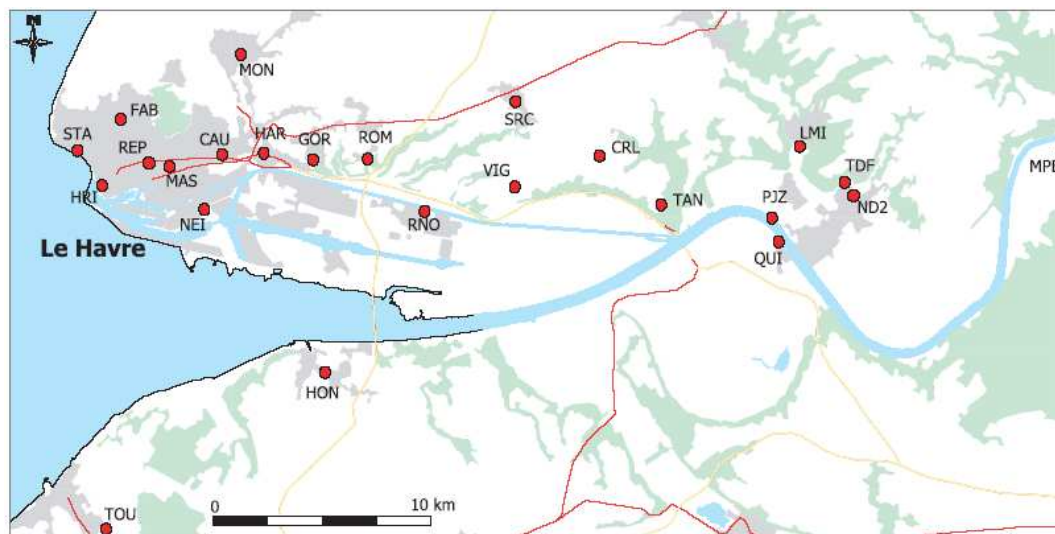 N
MON
FAB
SRC
STA
REP
CAU
HAR
GOR
ROM
CRL
LMI
MAS
VIG
TDF
MPE
HRI
TAN
PJZ
ND2
NEI
RNO
Le Havre
QUI
HON
0 10 km
TOU